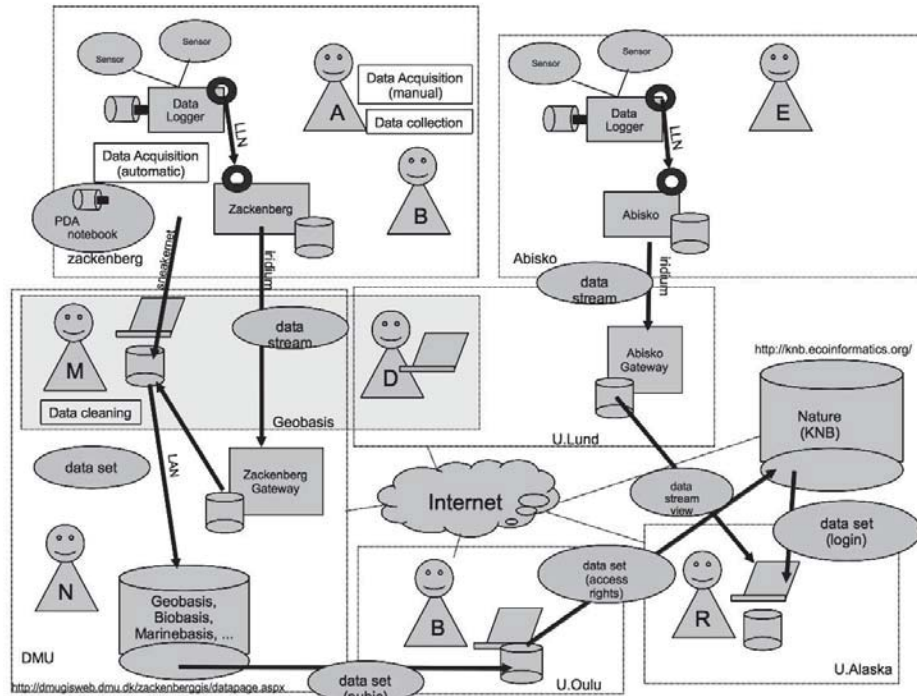 Sensor
Sensor
Data
Logger
LLN
A
Data Acquisition
(manual)
Data collection
Data Acquisition
(automatic)
B
PDA
notebook
zackenberg
Zackenberg
sneakernet
iridium
Sensor
Sensor
Data
Logger
LLN
E
Abisko
Abisko
iridium
data
stream
M
Data cleaning
data
stream
D
Geobasis
Abisko
Gateway
U.Lund
http://knb.ecoinformatics.org/
Nature
(KNB)
data set
LAN
Zackenberg
Gateway
Internet
data
stream
view
data set
(login)
N
Geobasis,
Biobasis,
Marinebasis, ...
DMU
http://dmugisweb.dmu.dk/zackenberggis/datapage.aspx
B
data set
(access
rights)
R
data set
U.Oulu
U.Alaska